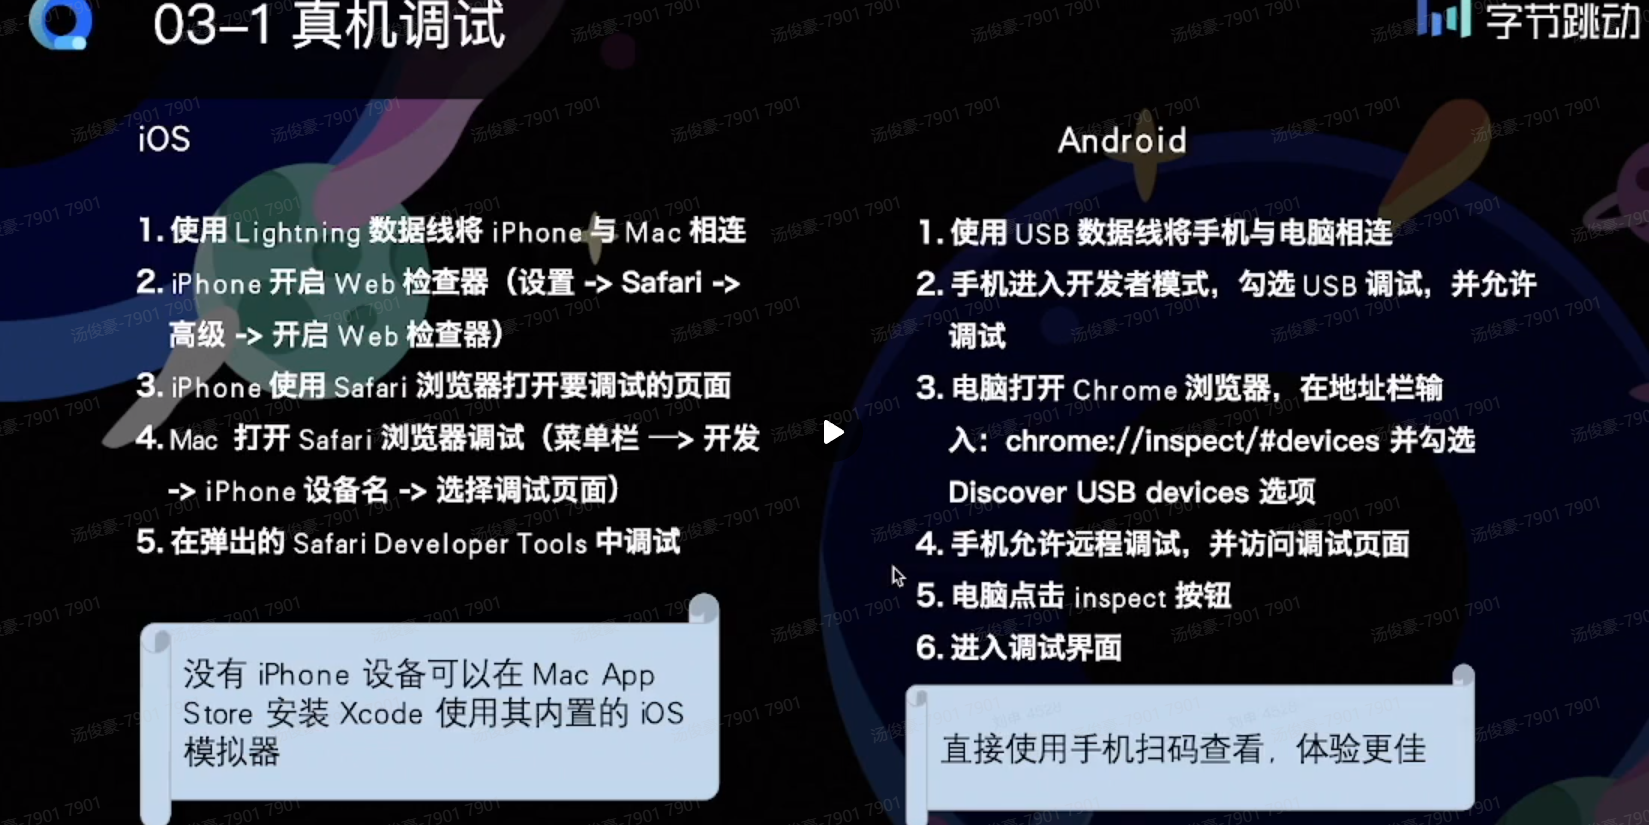 03-1 真机调试
字节跳动
iOS
1. 使用 Lightning 数据线将 iPhone 与 Mac 相连
2. iPhone 开启 Web 检查器（设置 -> Safari ->
高级 -> 开启 Web 检查器）
3. iPhone 使用 Safari 浏览器打开要调试的页面
4. Mac 打开 Safari 浏览器调试（菜单栏 —> 开发
-> iPhone 设备名 -> 选择调试页面）
5. 在弹出的 Safari Developer Tools 中调试
没有 iPhone 设备可以在 Mac App
Store 安装 Xcode 使用其内置的 iOS
模拟器
Android
1. 使用 USB 数据线将手机与电脑相连
2. 手机进入开发者模式，勾选 USB 调试，并允许
调试
3. 电脑打开 Chrome 浏览器，在地址栏输
入：chrome://inspect/#devices 并勾选
Discover USB devices 选项
4. 手机允许远程调试，并访问调试页面
5. 电脑点击 inspect 按钮
6. 进入调试界面
直接使用手机扫码查看，体验更佳
汤俊豪-7901 7901